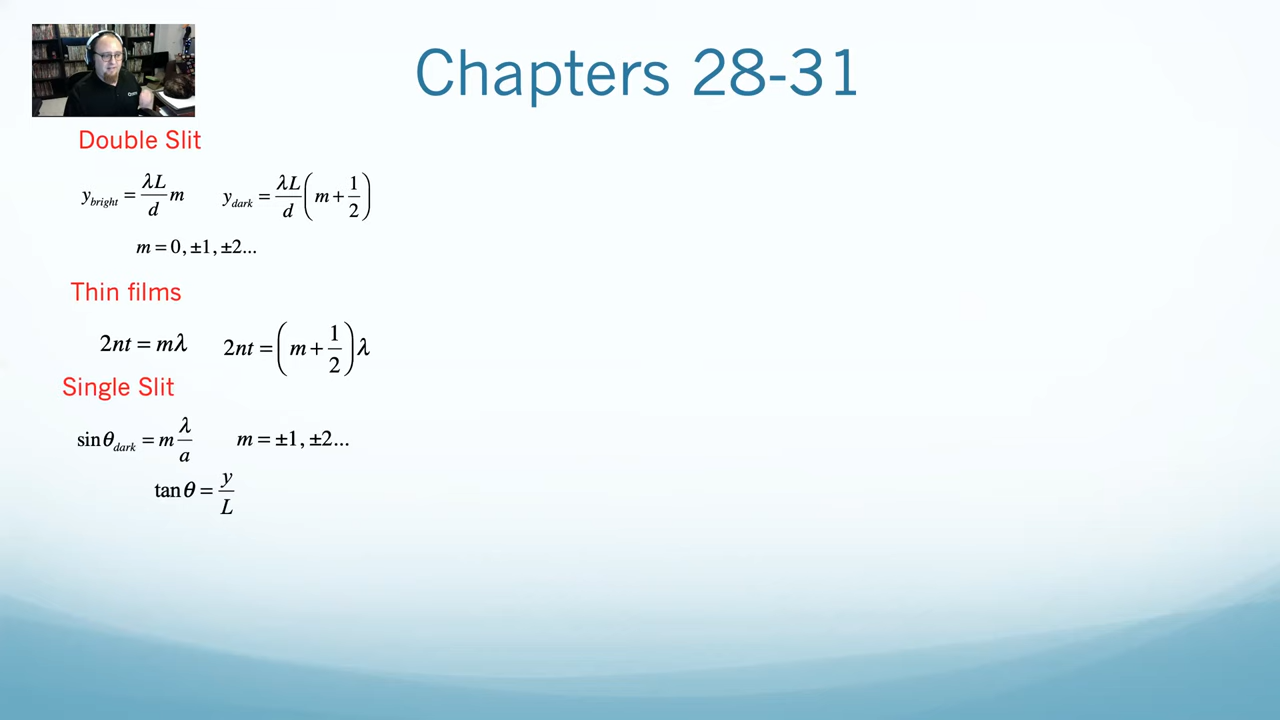 Chapters 28-31
Double Slit
y_bright = λL/d m    y_dark = λL/d (m + 1/2)
m = 0, ±1, ±2...
Thin films
2nt = mλ    2nt = (m + 1/2) λ
Single Slit
sin θ_dark = m λ/a    m = ±1, ±2...
tan θ = y/L